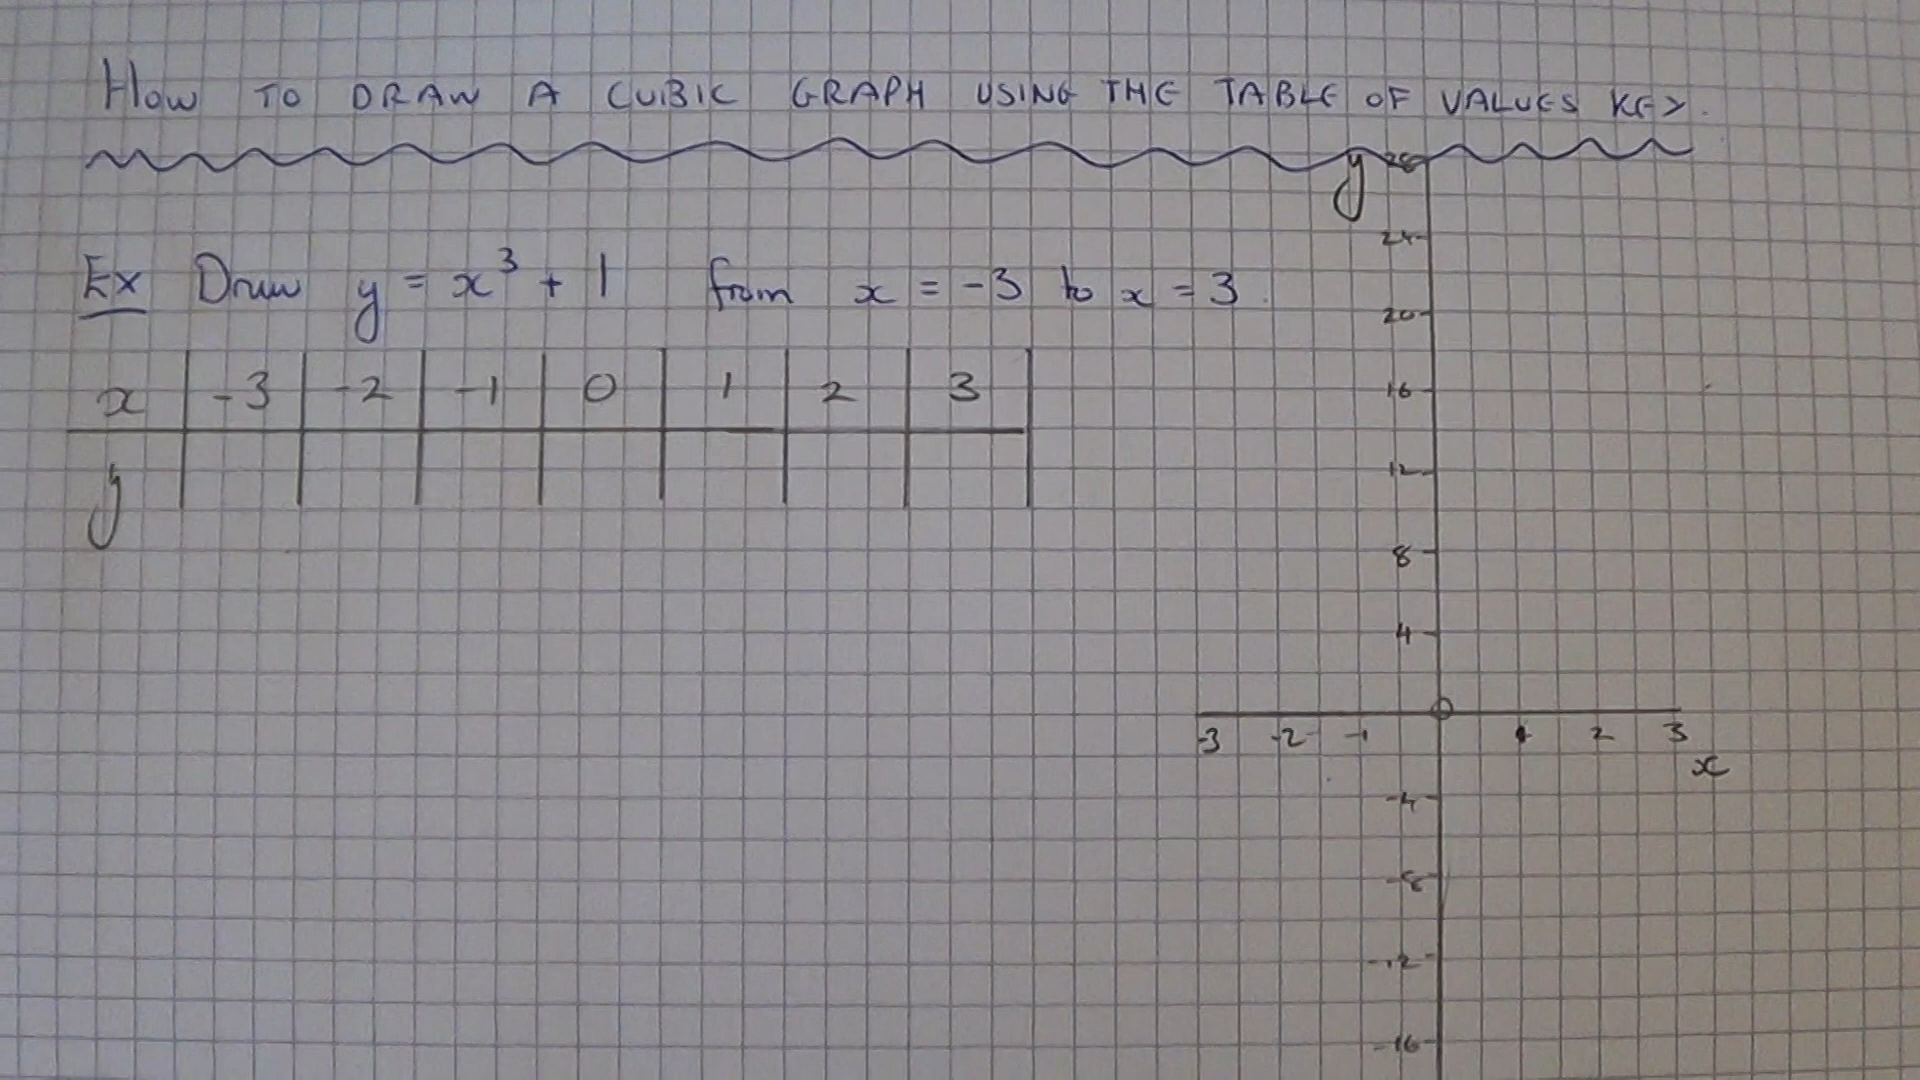 HOW TO DRAW A CUBIC GRAPH USING THE TABLE OF VALUES KEY.
Ex Draw y = x³ + 1 from x = -3 to x = 3.
x -3 -2 -1 0 1 2 3
y
y 28
24
20
16
12
8
4
-3 -2 -1 0 1 2 3
x
-4
-8
-12
-16